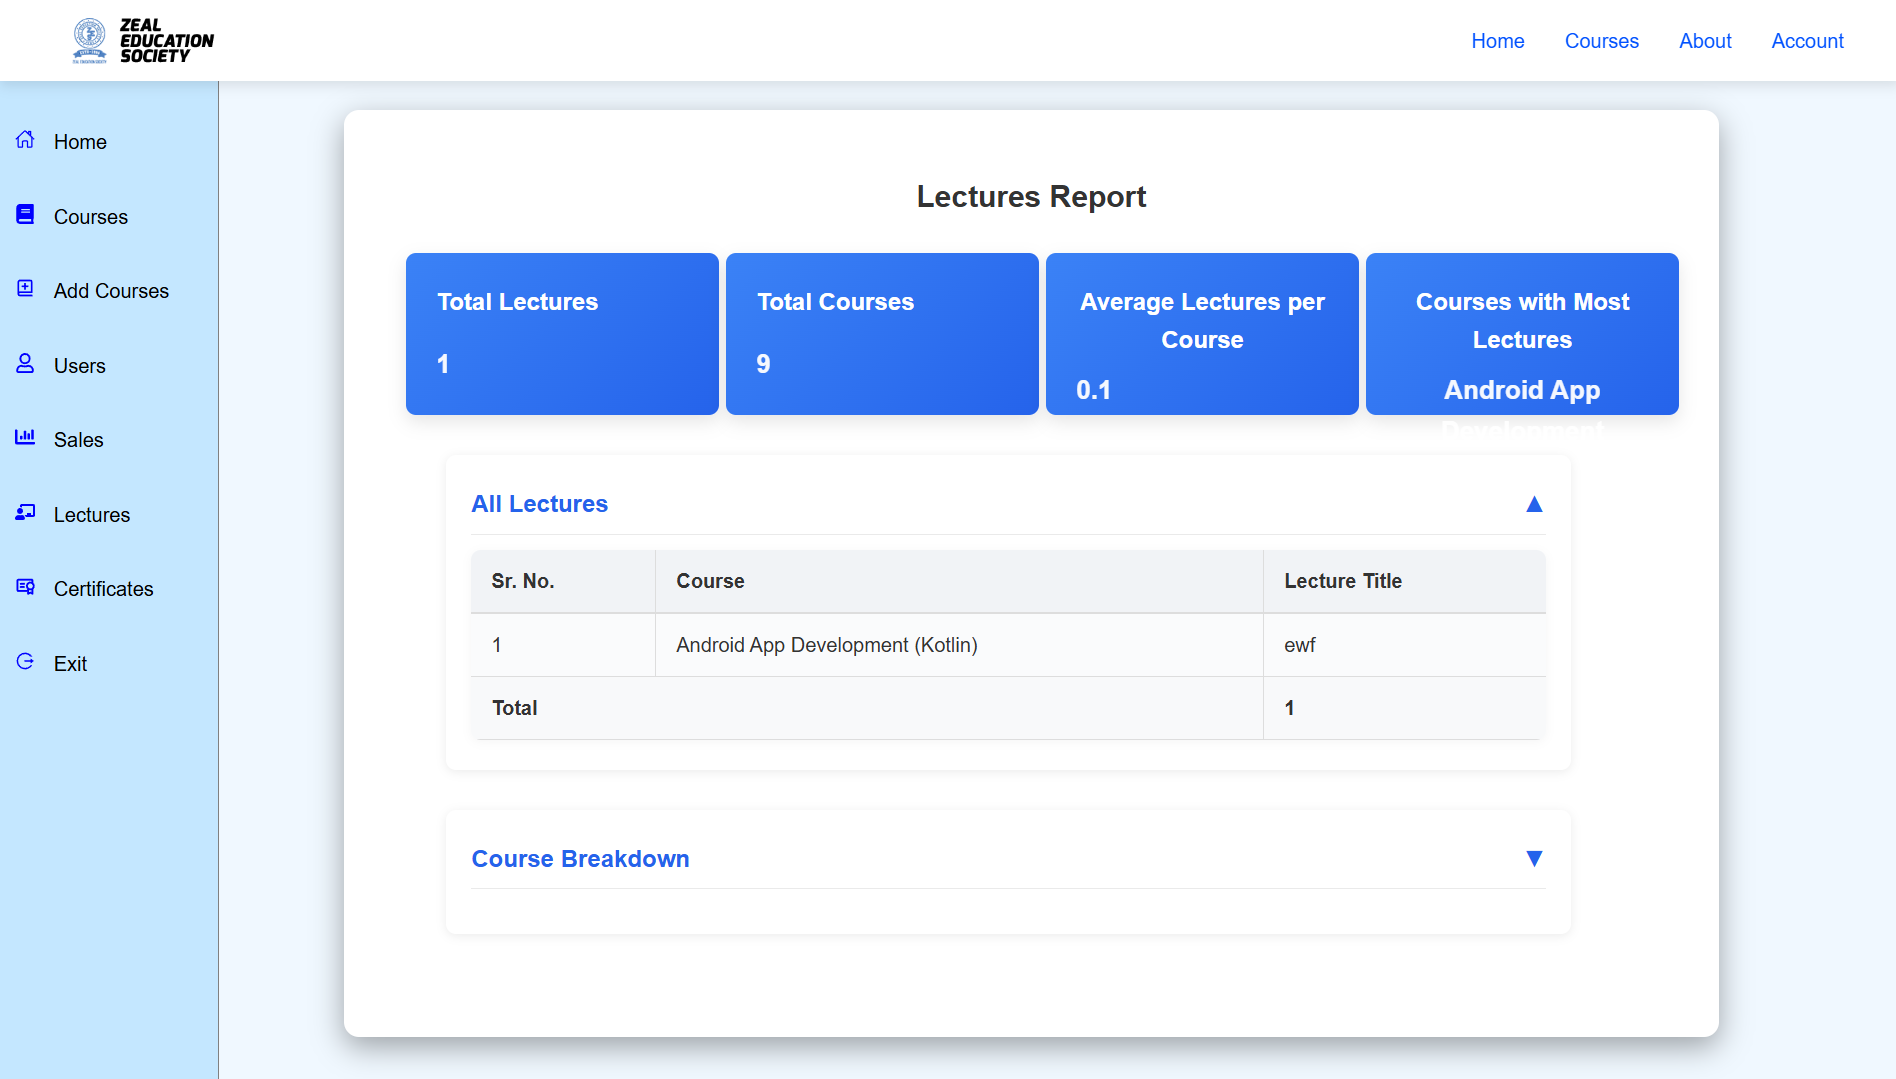 ZEAL
EDUCATION
SOCIETY
Home
Courses
About
Account
Home
Courses
Add Courses
Users
Sales
Lectures
Certificates
Exit
Lectures Report
Total Lectures
1
Total Courses
9
Average Lectures per
Course
0.1
Courses with Most
Lectures
Android App
Development
All Lectures
▲
Sr. No.
Course
Lecture Title
1
Android App Development (Kotlin)
ewf
Total
1
Course Breakdown
▼